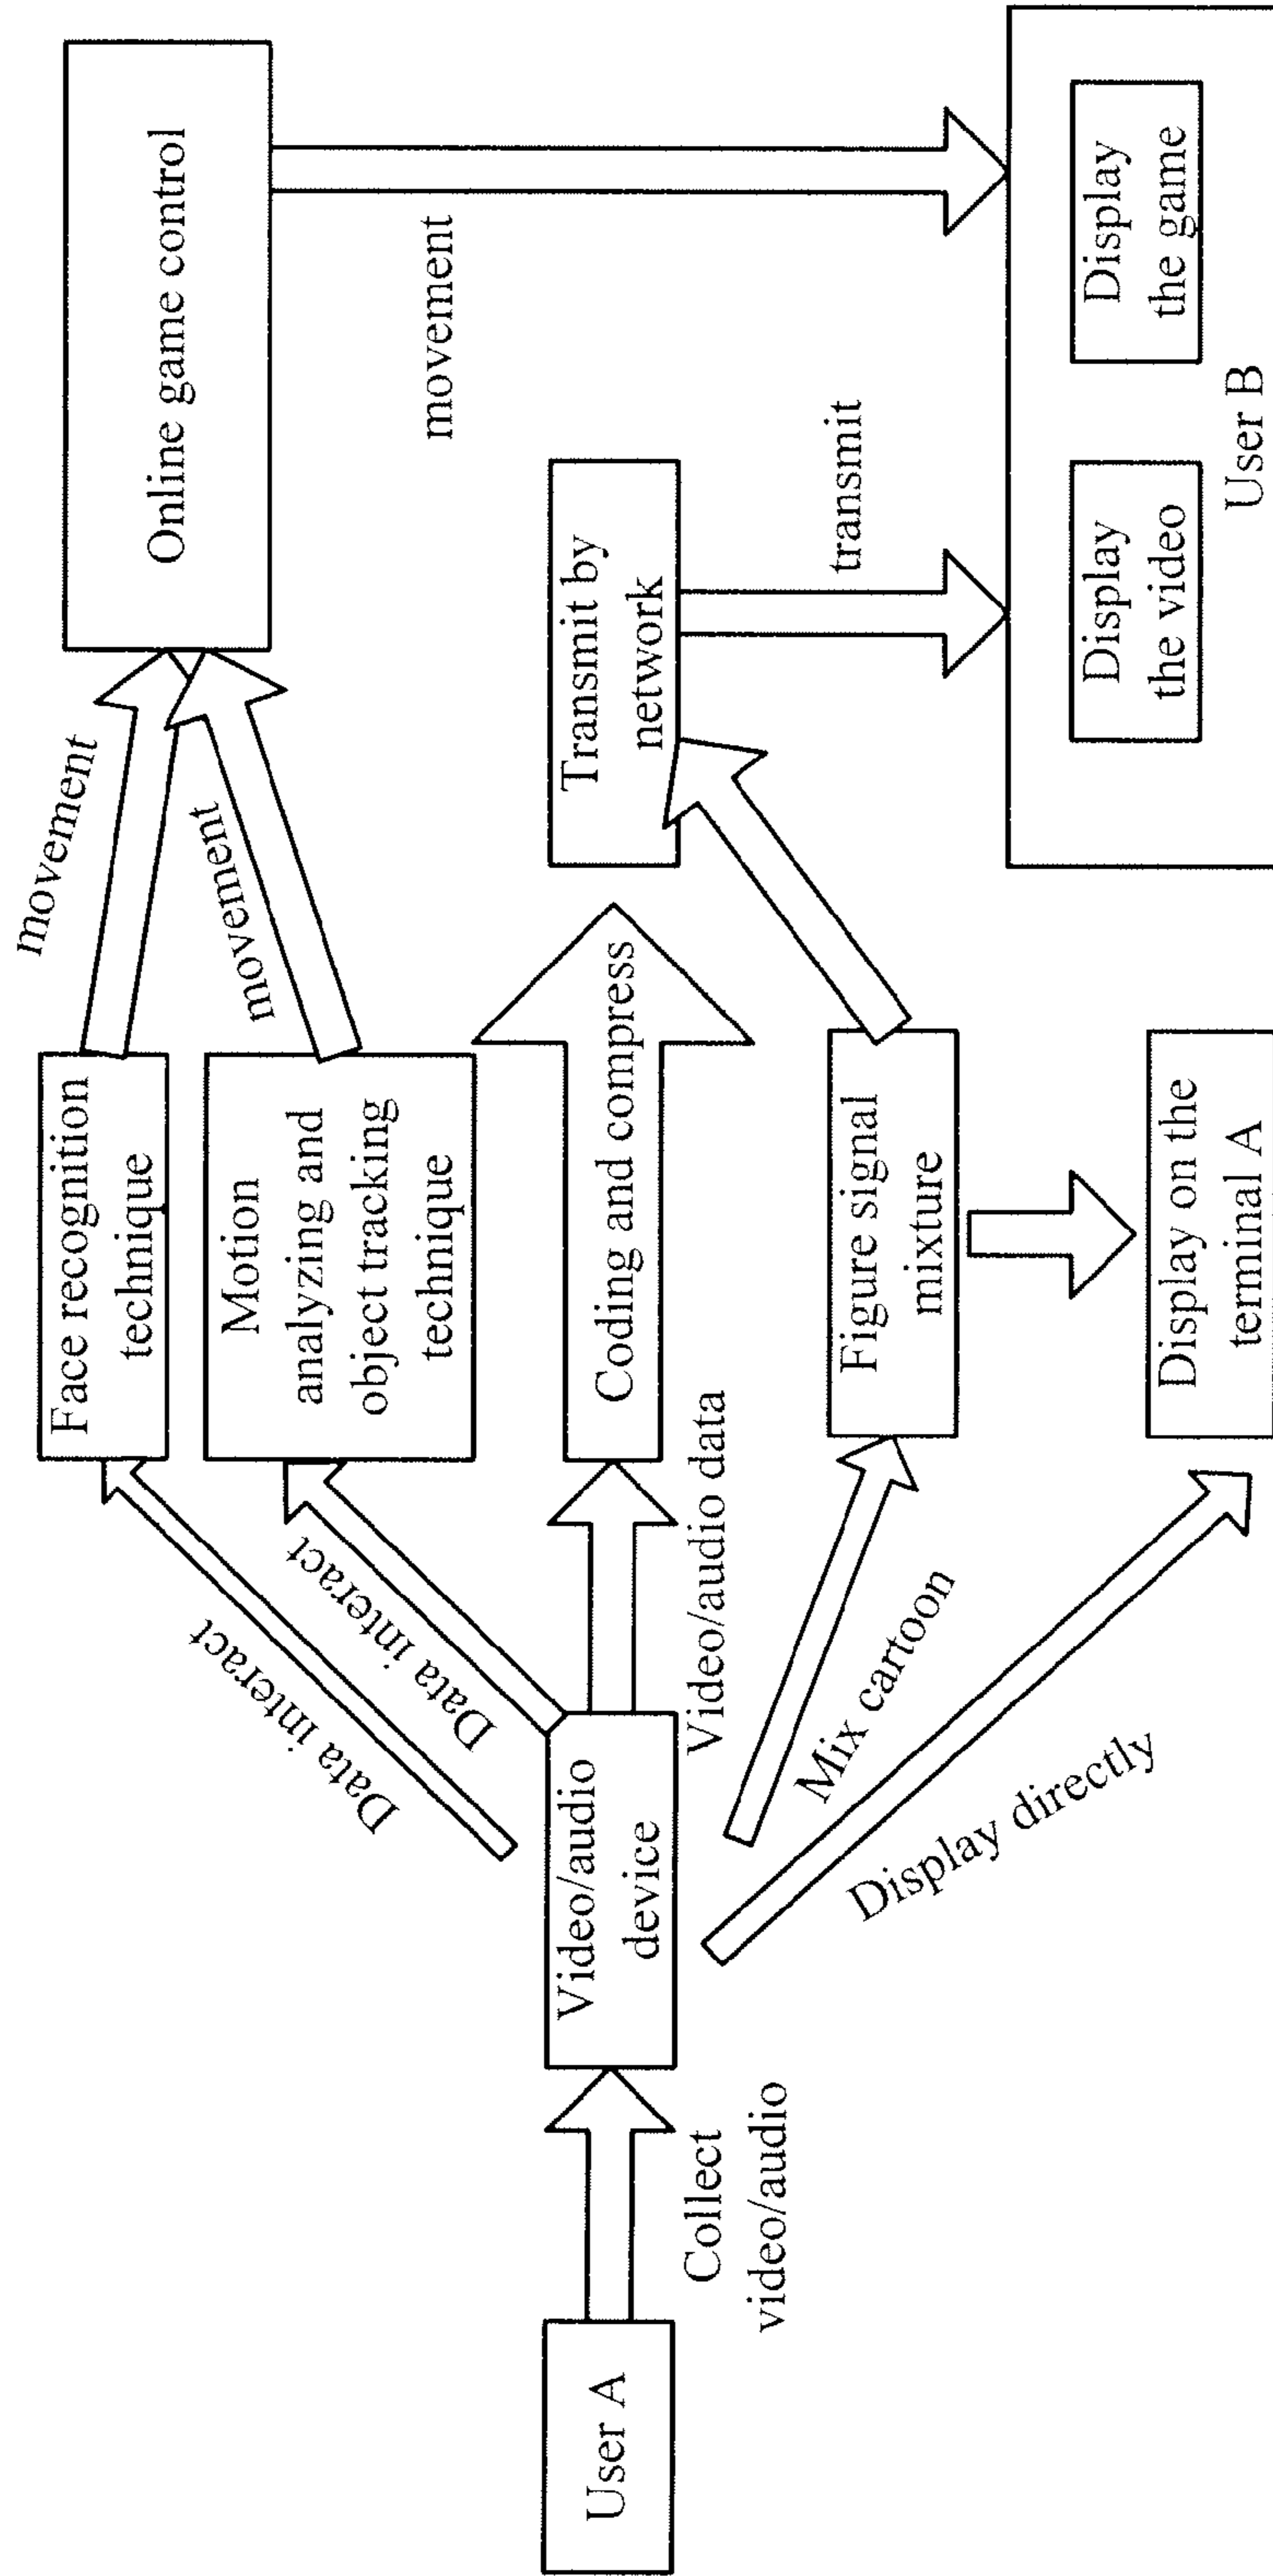 User A
Collect
video/audio
Video/audio
device
Data interact
Data interact
Video/audio data
Mix cartoon
Display directly
Face recognition
technique
Motion
analyzing and
object tracking
technique
Coding and compress
Figure signal
mixture
Display on the
terminal A
movement
movement
Online game control
movement
Transmit by
network
transmit
Display
the video
Display
the game
User B